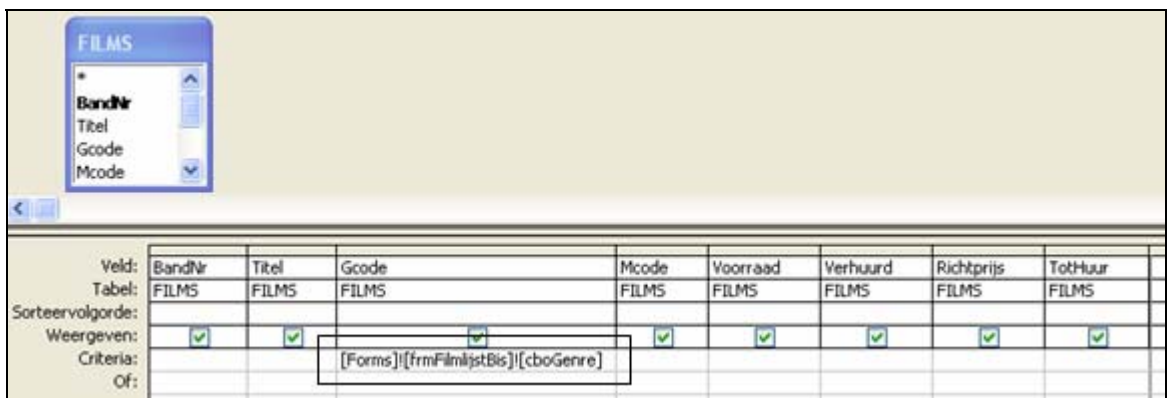 FILMS
*
BandNr
Titel
Gcode
Mcode
Veld: BandNr Titel Gcode Mcode Voorraad Verhuurd Richtprijs TotHuur
Tabel: FILMS FILMS FILMS FILMS FILMS FILMS FILMS FILMS
Sorteervolgorde:
Weergeven:
Criteria: [Forms]![frmFilmlijstBis]![cboGenre]
Of: